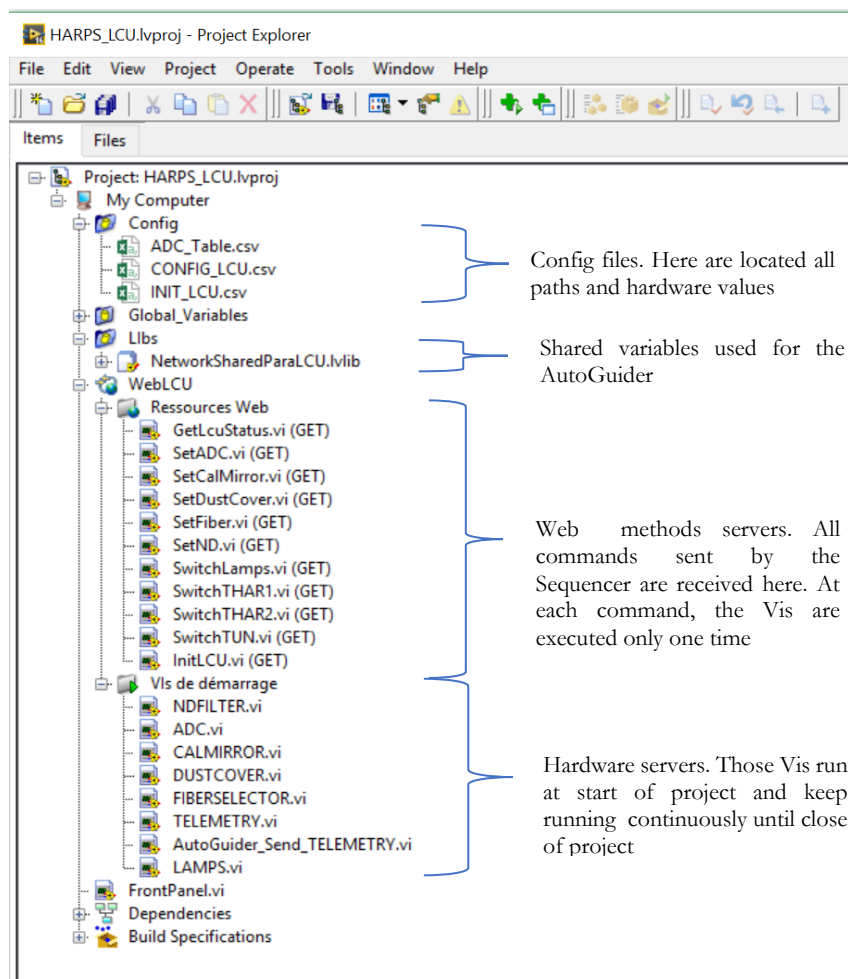 HARPS_LCU.lvproj - Project Explorer
File Edit View Project Operate Tools Window Help
Items Files
Project: HARPS_LCU.lvproj
My Computer
Config
ADC_Table.csv
CONFIG_LCU.csv
INIT_LCU.csv
Config files. Here are located all
paths and hardware values
Global_Variables
LIbs
NetworkSharedParaLCU.lvlib
Shared variables used for the
AutoGuider
WebLCU
Ressources Web
GetLcuStatus.vi (GET)
SetADC.vi (GET)
SetCalMirror.vi (GET)
SetDustCover.vi (GET)
SetFiber.vi (GET)
SetND.vi (GET)
SwitchLamps.vi (GET)
SwitchTHAR1.vi (GET)
SwitchTHAR2.vi (GET)
SwitchTUN.vi (GET)
InitLCU.vi (GET)
Web methods servers. All
commands sent by the
Sequencer are received here. At
each command, the Vis are
executed only one time
VIs de démarrage
NDFILTER.vi
ADC.vi
CALMIRROR.vi
DUSTCOVER.vi
FIBERSELECTOR.vi
TELEMETRY.vi
AutoGuider_Send_TELEMETRY.vi
LAMPS.vi
Hardware servers. Those Vis run
at start of project and keep
running continuously until close
of project
FrontPanel.vi
Dependencies
Build Specifications